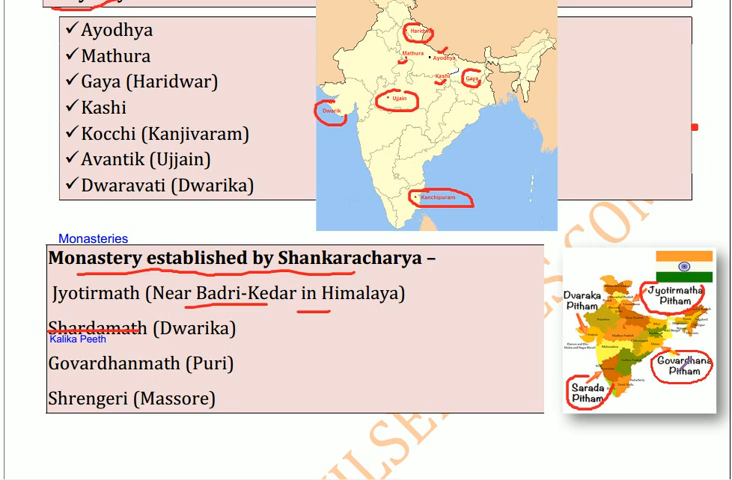 ✓Ayodhya
✓Mathura
✓Gaya (Haridwar)
✓Kashi
✓Kocchi (Kanjivaram)
✓Avantik (Ujjain)
✓Dwaravati (Dwarika)
Haridwar
Mathura
Ayodhya
Kashi
Gaya
Ujjain
Dwarik
Kanchipuram
Monasteries
Monastery established by Shankaracharya –
Jyotirmath (Near Badri-Kedar in Himalaya)
Shardamath (Dwarika)
Kalika Peeth
Govardhanmath (Puri)
Shrengeri (Massore)
Jyotirmatha
Pitham
Dvaraka
Pitham
Govardhana
Pitham
Sarada
Pitham